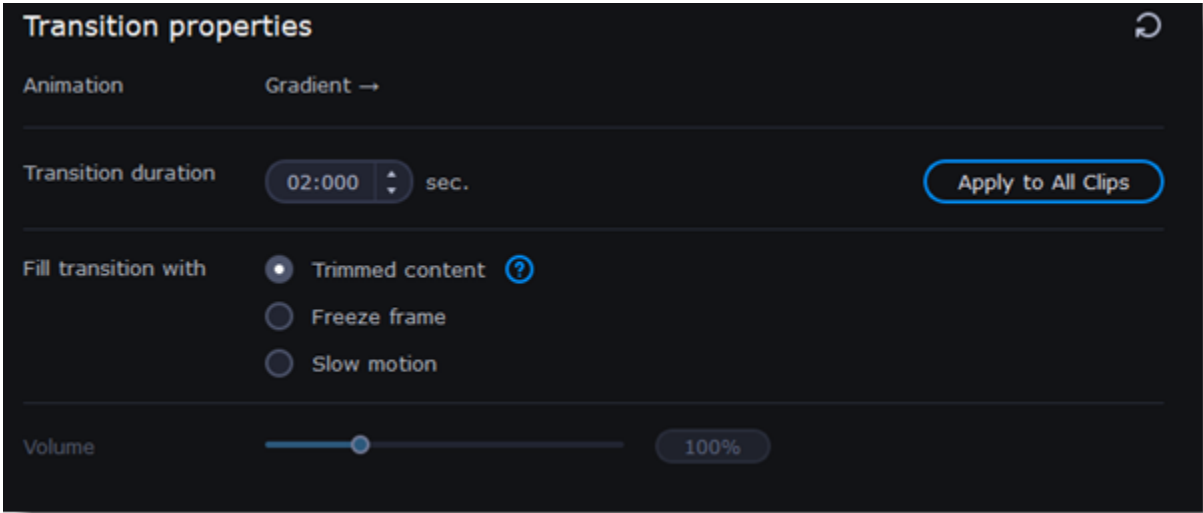 Transition properties
Animation Gradient →
Transition duration 02:000 sec. Apply to All Clips
Fill transition with Trimmed content ?
Freeze frame
Slow motion
Volume 100%